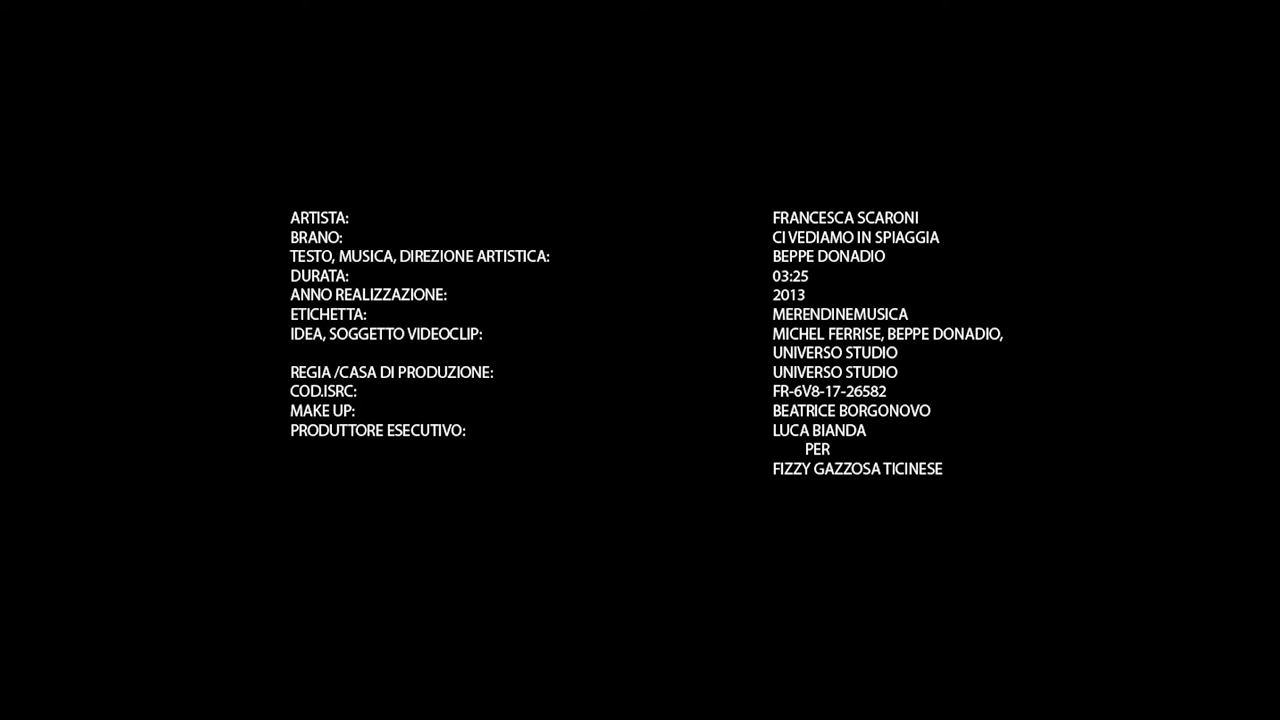 ARTISTA: FRANCESCA SCARONI
BRANO: CI VEDIAMO IN SPIAGGIA
TESTO, MUSICA, DIREZIONE ARTISTICA: BEPPE DONADIO
DURATA: 03:25
ANNO REALIZZAZIONE: 2013
ETICHETTA: MERENDINEMUSICA
IDEA, SOGGETTO VIDEOCLIP: MICHEL FERRISE, BEPPE DONADIO,
UNIVERSO STUDIO
REGIA /CASA DI PRODUZIONE: UNIVERSO STUDIO
COD.ISRC: FR-6V8-17-26582
MAKE UP: BEATRICE BORGONOVO
PRODUTTORE ESECUTIVO: LUCA BIANDA
PER
FIZZY GAZZOSA TICINESE